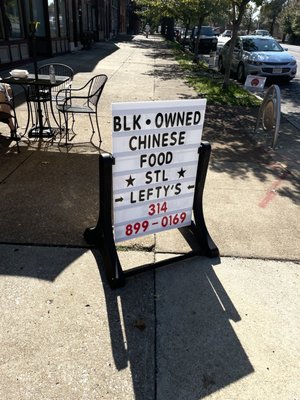 BLK • OWNED
CHINESE
FOOD
★ STL ★
⬅ LEFTY'S ➡
314
899-0169